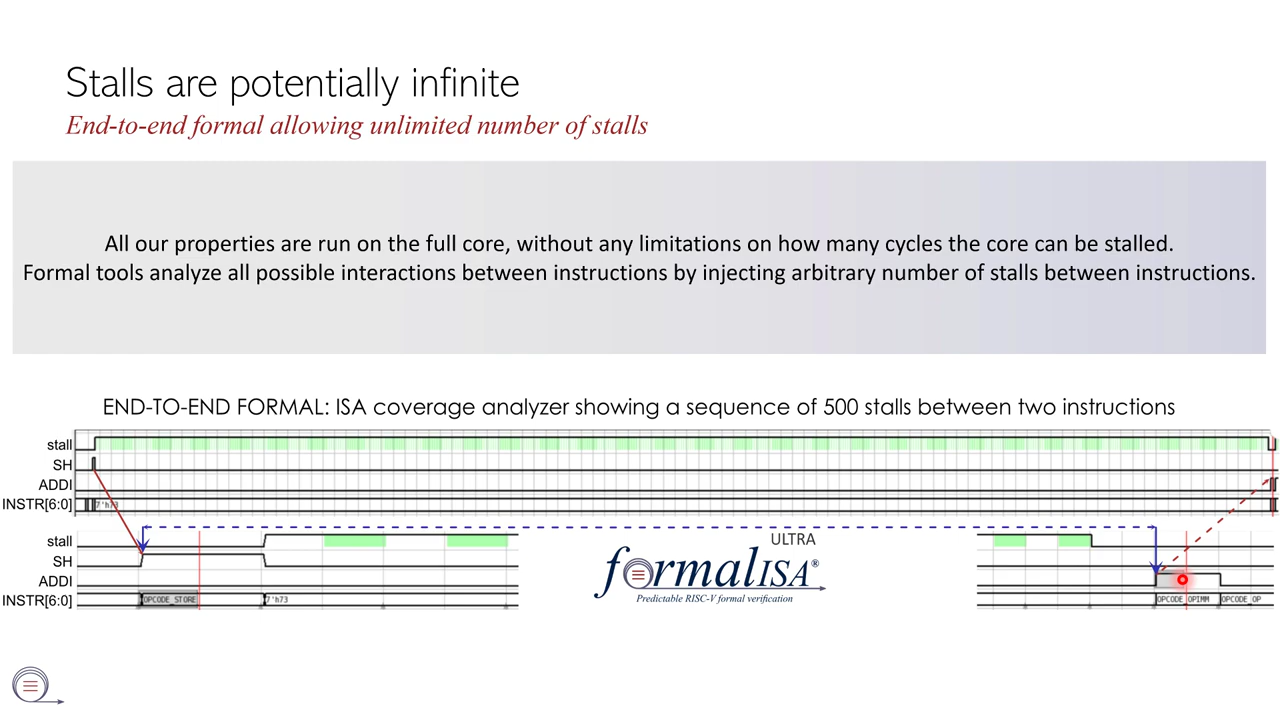 Stalls are potentially infinite
End-to-end formal allowing unlimited number of stalls
All our properties are run on the full core, without any limitations on how many cycles the core can be stalled.
Formal tools analyze all possible interactions between instructions by injecting arbitrary number of stalls between instructions.
END-TO-END FORMAL: ISA coverage analyzer showing a sequence of 500 stalls between two instructions
stall
SH
ADDI
INSTR[6:0] 7'h73
stall
SH
ADDI
INSTR[6:0] OPCODE_STORE 7'h73
ULTRA
formalISA®
Predictable RISC-V formal verification
OPCODE_OPIMM OPCODE_OP